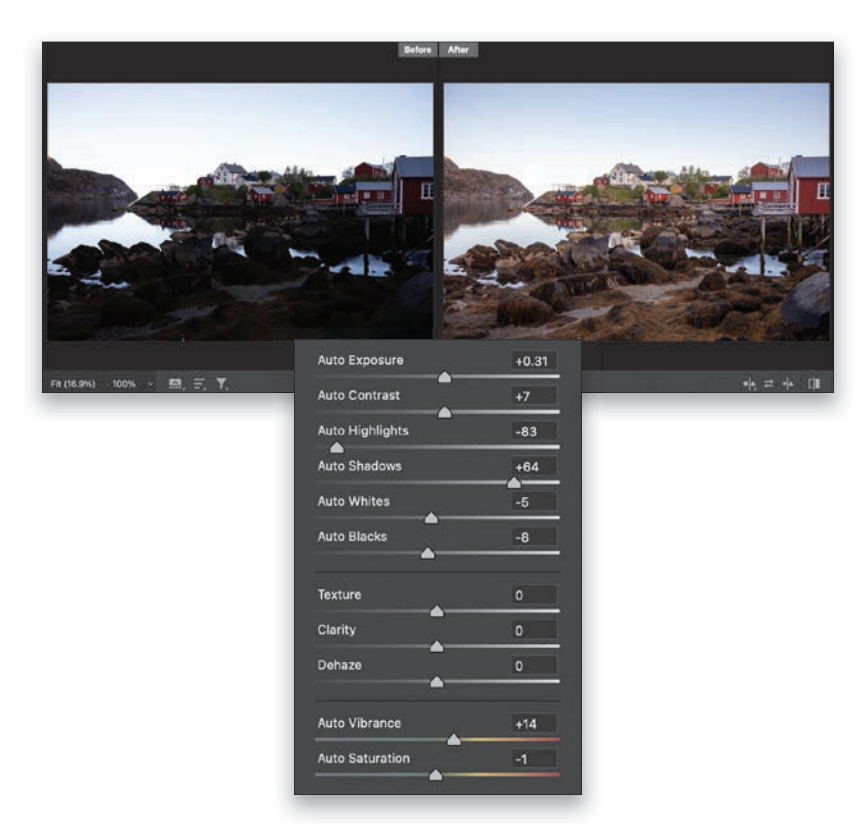 Before After
Fit (16.9%) 100%
Auto Exposure +0.31
Auto Contrast +7
Auto Highlights -83
Auto Shadows +64
Auto Whites -5
Auto Blacks -8
Texture 0
Clarity 0
Dehaze 0
Auto Vibrance +14
Auto Saturation -1